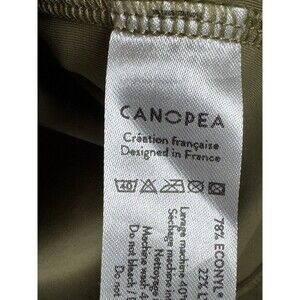 CANOPEA
Création française
Designed in France
40
78% ECONYL®
22%
Lavage machine 40°
Séchage machine
Nettoyage
Machine wash 4
Do not bleach / D
Do not